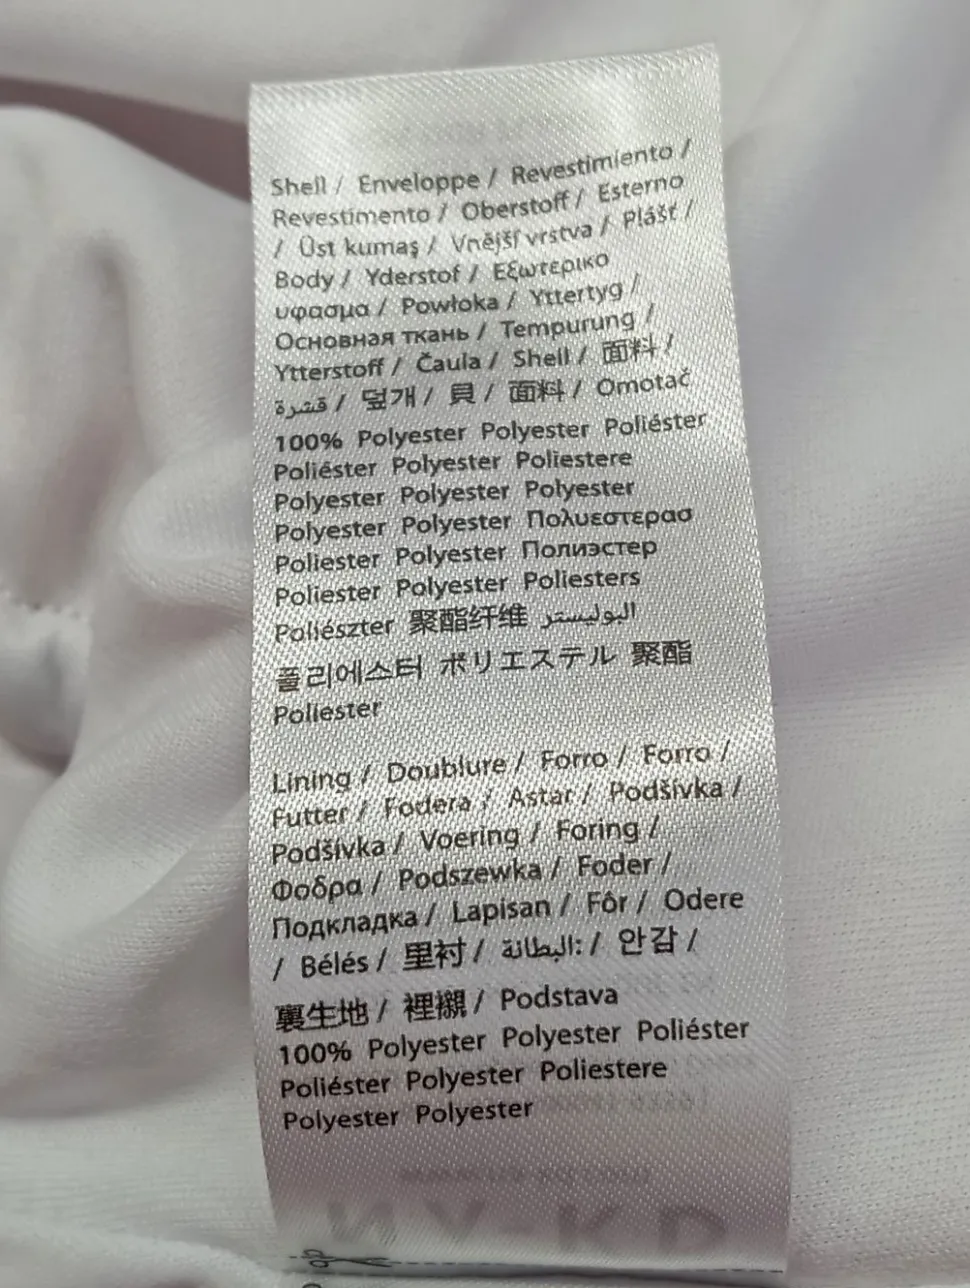 Shell / Enveloppe / Revestimiento /
Revestimento / Oberstoff / Esterno
/ Üst kumaş / Vnější vrstva / Plášť /
Body / Yderstof / Εξωτερικο
υφασμα / Powłoka / Yttertyg /
Основная ткань / Tempurung /
Ytterstoff / Čaula / Shell / 面料 /
قشرة / 덮개 / 貝 / 面料 / Omotač
100% Polyester Polyester Poliéster
Poliéster Polyester Poliestere
Polyester Polyester Polyester
Polyester Polyester Πολυεστερασ
Poliester Polyester Полиэстер
Poliester Polyester Poliesters
Poliészter 聚酯纤维 البوليستر
폴리에스터 ポリエステル 聚酯
Poliester
Lining / Doublure / Forro / Forro /
Futter / Fodera / Astar / Podšívka /
Podšívka / Voering / Foring /
Φοδρα / Podszewka / Foder /
Подкладка / Lapisan / Fôr / Odere
/ Bélés / 里衬 / البطانة: / 안감 /
裏生地 / 裡襯 / Podstava
100% Polyester Polyester Poliéster
Poliéster Polyester Poliestere
Polyester Polyester